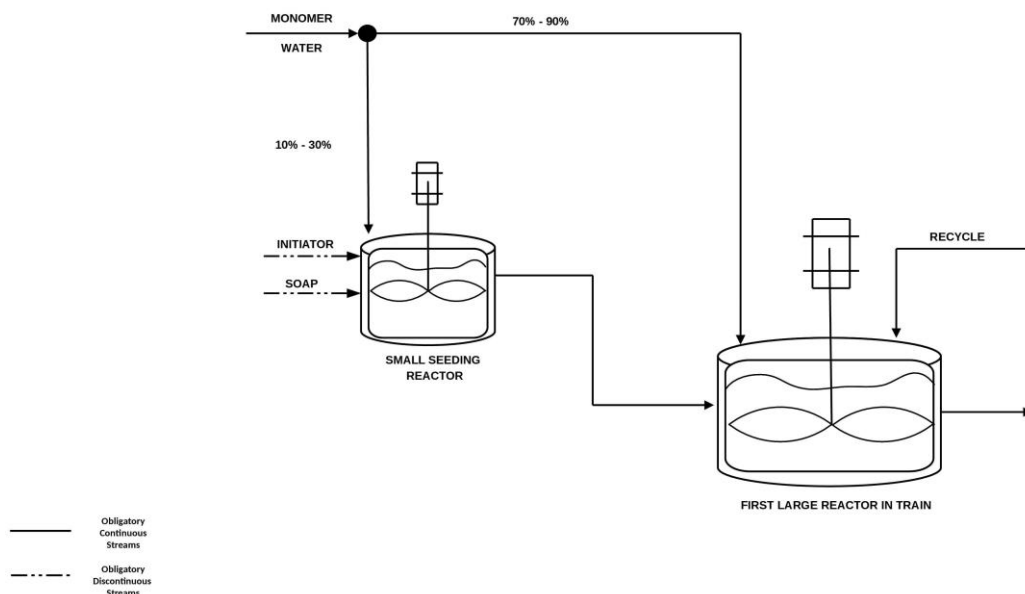 MONOMER
70% - 90%
WATER
10% - 30%
INITIATOR
SOAP
RECYCLE
SMALL SEEDING
REACTOR
FIRST LARGE REACTOR IN TRAIN
Obligatory
Continuous
Streams
Obligatory
Discontinuous
Streams